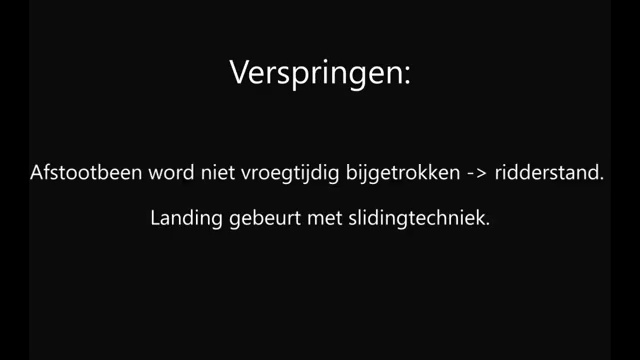 Verspringen:
Afstootbeen word niet vroegtijdig bijgetrokken -> ridderstand.
Landing gebeurt met slidingtechniek.